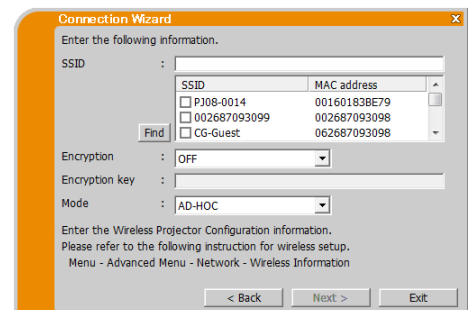 Connection Wizard X
Enter the following information.
SSID :
SSID MAC address
PJ08-0014 00160183BE79
002687093099 002687093098
Find CG-Guest 062687093098
Encryption : OFF
Encryption key :
Mode : AD-HOC
Enter the Wireless Projector Configuration information.
Please refer to the following instruction for wireless setup.
Menu - Advanced Menu - Network - Wireless Information
< Back Next > Exit